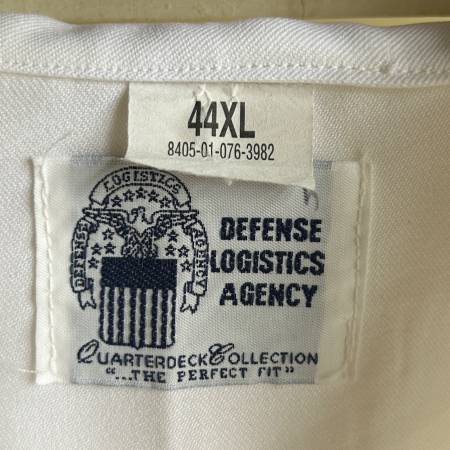 44XL
8405-01-076-3982
DEFENSE LOGISTICS AGENCY
DEFENSE
LOGISTICS
AGENCY
QUARTERDECK COLLECTION
"...THE PERFECT FIT"